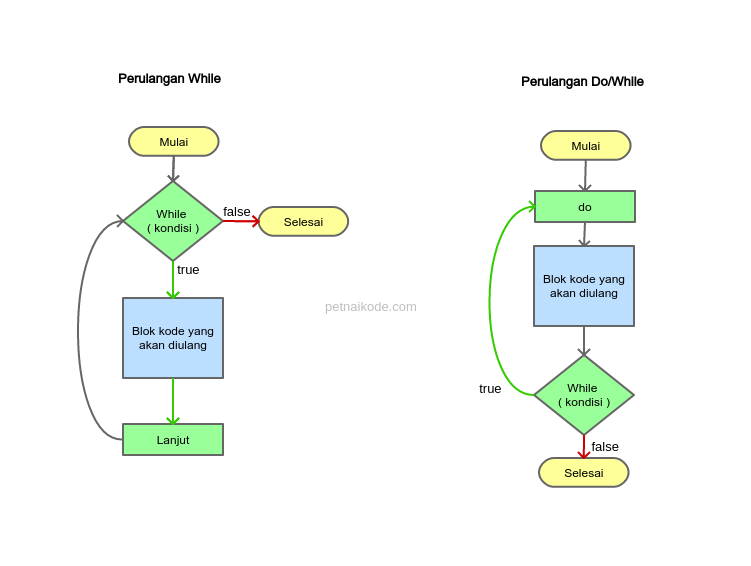 Perulangan While
Mulai
While
( kondisi )
false
Selesai
true
Blok kode yang
akan diulang
Lanjut
petnaikode.com
Perulangan Do/While
Mulai
do
Blok kode yang
akan diulang
While
( kondisi )
true
false
Selesai